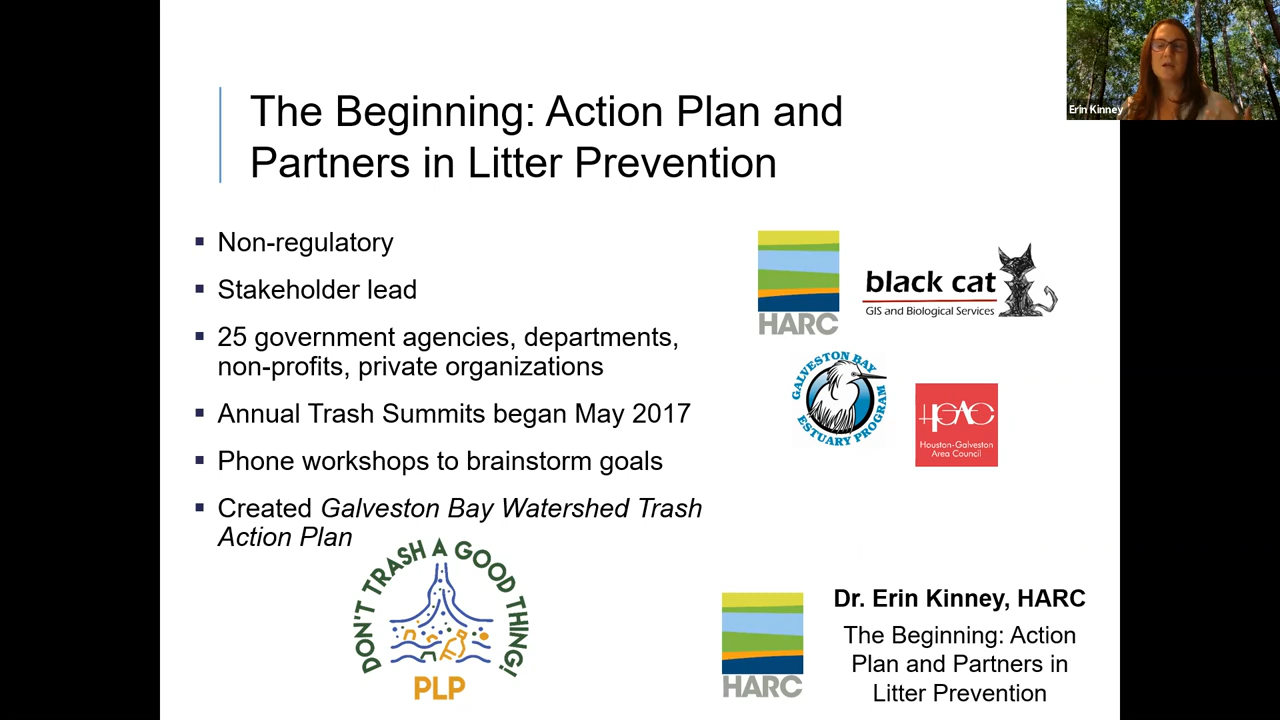 The Beginning: Action Plan and
Partners in Litter Prevention
Erin Kinney
▪ Non-regulatory
▪ Stakeholder lead
▪ 25 government agencies, departments,
non-profits, private organizations
▪ Annual Trash Summits began May 2017
▪ Phone workshops to brainstorm goals
▪ Created Galveston Bay Watershed Trash
Action Plan
HARC
black cat
GIS and Biological Services
GALVESTON BAY
ESTUARY PROGRAM
HGAC
Houston-Galveston
Area Council
DON'T TRASH A GOOD THING!
PLP
HARC
Dr. Erin Kinney, HARC
The Beginning: Action
Plan and Partners in
Litter Prevention